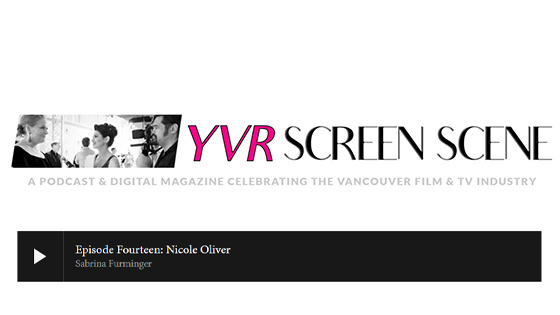 YVR SCREEN SCENE
A PODCAST & DIGITAL MAGAZINE CELEBRATING THE VANCOUVER FILM & TV INDUSTRY
Episode Fourteen: Nicole Oliver
Sabrina Furminger